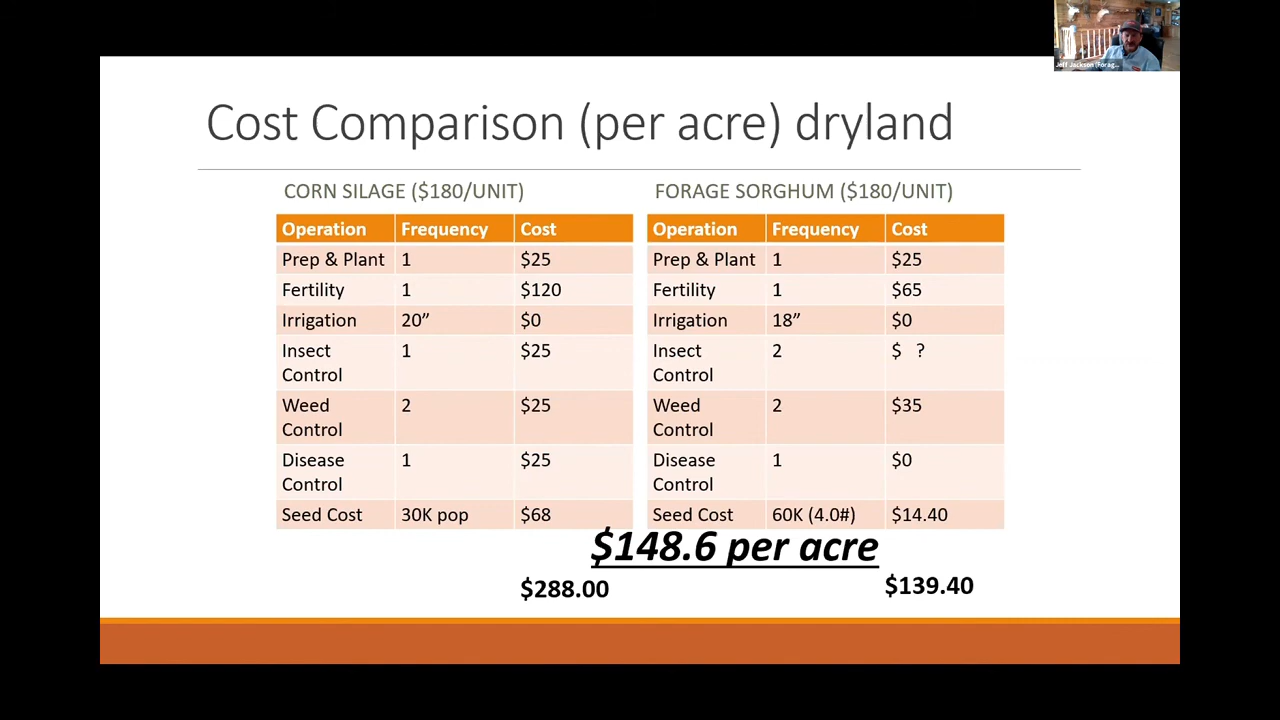 Jeff Jackson (Forag...
Cost Comparison (per acre) dryland
CORN SILAGE ($180/UNIT)
Operation Frequency Cost
Prep & Plant 1 $25
Fertility 1 $120
Irrigation 20” $0
Insect Control 1 $25
Weed Control 2 $25
Disease Control 1 $25
Seed Cost 30K pop $68
$288.00
FORAGE SORGHUM ($180/UNIT)
Operation Frequency Cost
Prep & Plant 1 $25
Fertility 1 $65
Irrigation 18” $0
Insect Control 2 $ ?
Weed Control 2 $35
Disease Control 1 $0
Seed Cost 60K (4.0#) $14.40
$139.40
$148.6 per acre